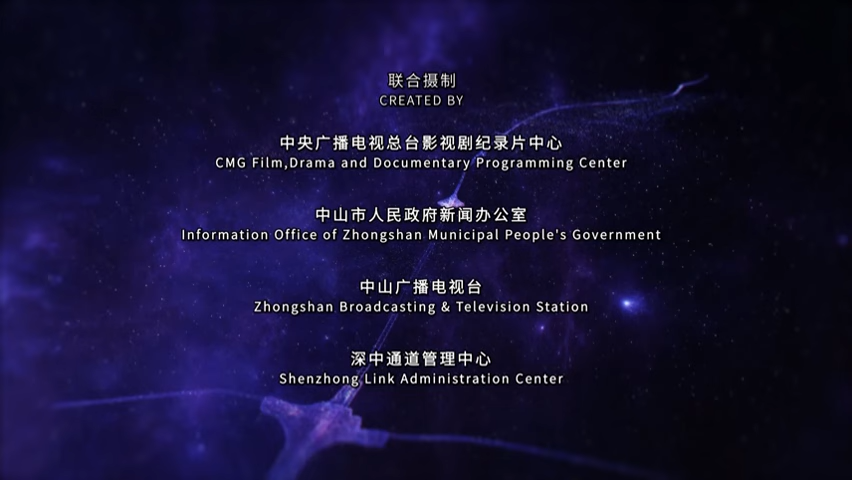 联合摄制
CREATED BY
中央广播电视总台影视剧纪录片中心
CMG Film,Drama and Documentary Programming Center
中山市人民政府新闻办公室
Information Office of Zhongshan Municipal People's Government
中山广播电视台
Zhongshan Broadcasting & Television Station
深中通道管理中心
Shenzhong Link Administration Center